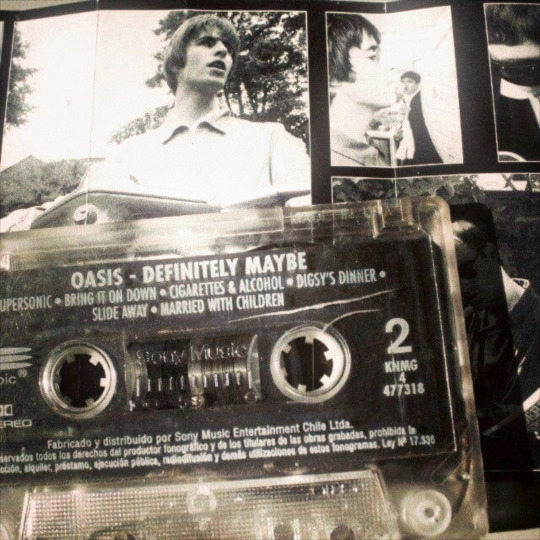 OASIS - DEFINITELY MAYBE
UPERSONIC • BRING IT ON DOWN • CIGARETTES & ALCOHOL • DIGSY'S DINNER •
SLIDE AWAY • MARRIED WITH CHILDREN
2
KNMG
4
477318
Sony Music
pic®
EREO
Fabricado y distribuido por Sony Music Entertainment Chile Ltda.
servados todos los derechos del productor fonográfico y de los titulares de las obras grabadas, prohibida la
cción, alquiler, préstamo, ejecución pública, radiodifusión y demás utilizaciones de estos fonogramas. Ley Nº 17.336